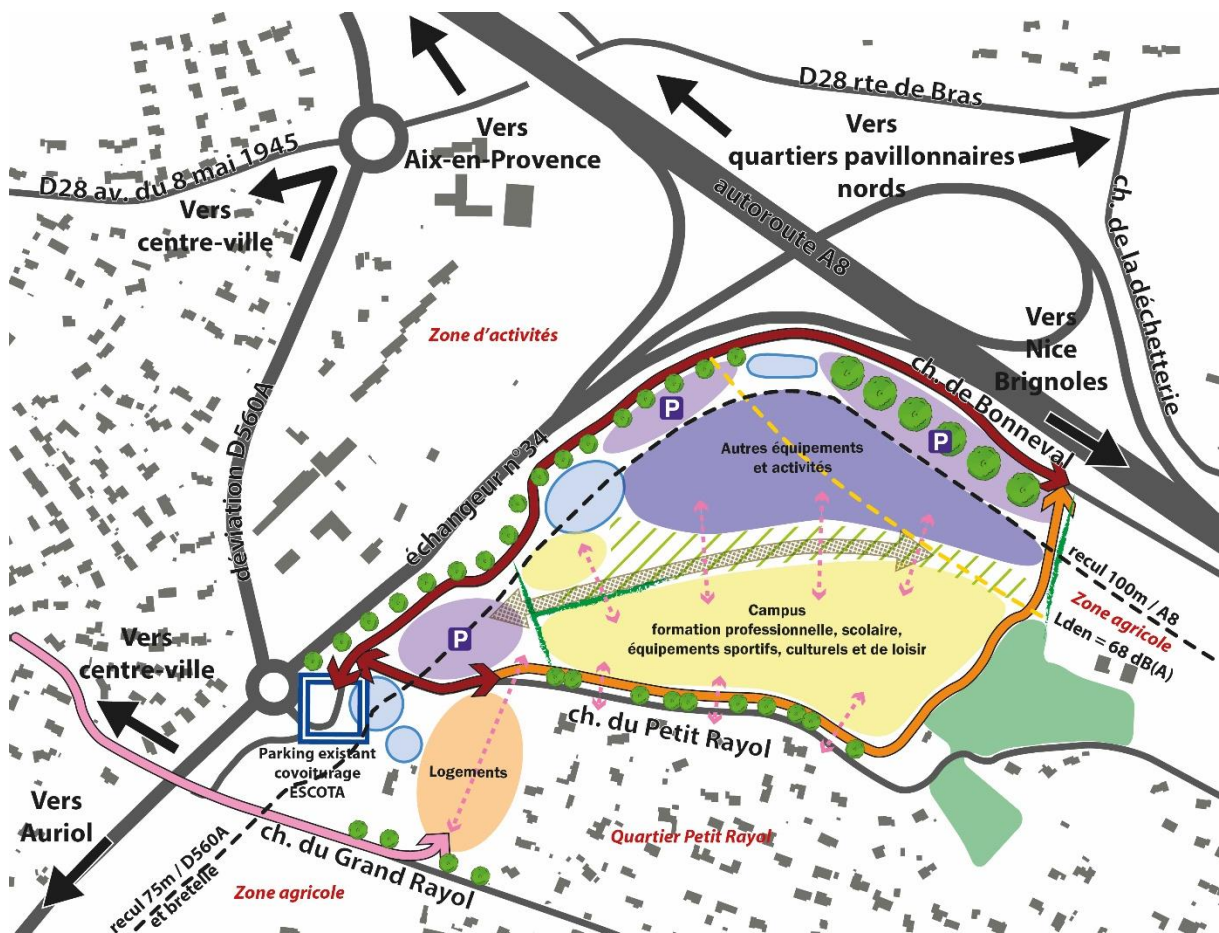 D28 rte de Bras
Vers
Aix-en-Provence
Vers
quartiers pavillonnaires
nords
D28 av. du 8 mai 1945
Vers
centre-ville
autoroute A8
ch. de la déchetterie
Zone d'activités
Vers
Nice
Brignoles
ch. de Bonneval
déviation D560A
échangeur n°34
P
P
Autres équipements
et activités
recul 100m / A8
Zone agricole
Lden = 68 dB(A)
Campus
formation professionnelle, scolaire,
équipements sportifs, culturels et de loisir
P
Vers
centre-ville
ch. du Petit Rayol
Parking existant
covoiturage
ESCOTA
Logements
Vers
Auriol
ch. du Grand Rayol
Quartier Petit Rayol
recul 75m / D560A
et bretelle
Zone agricole